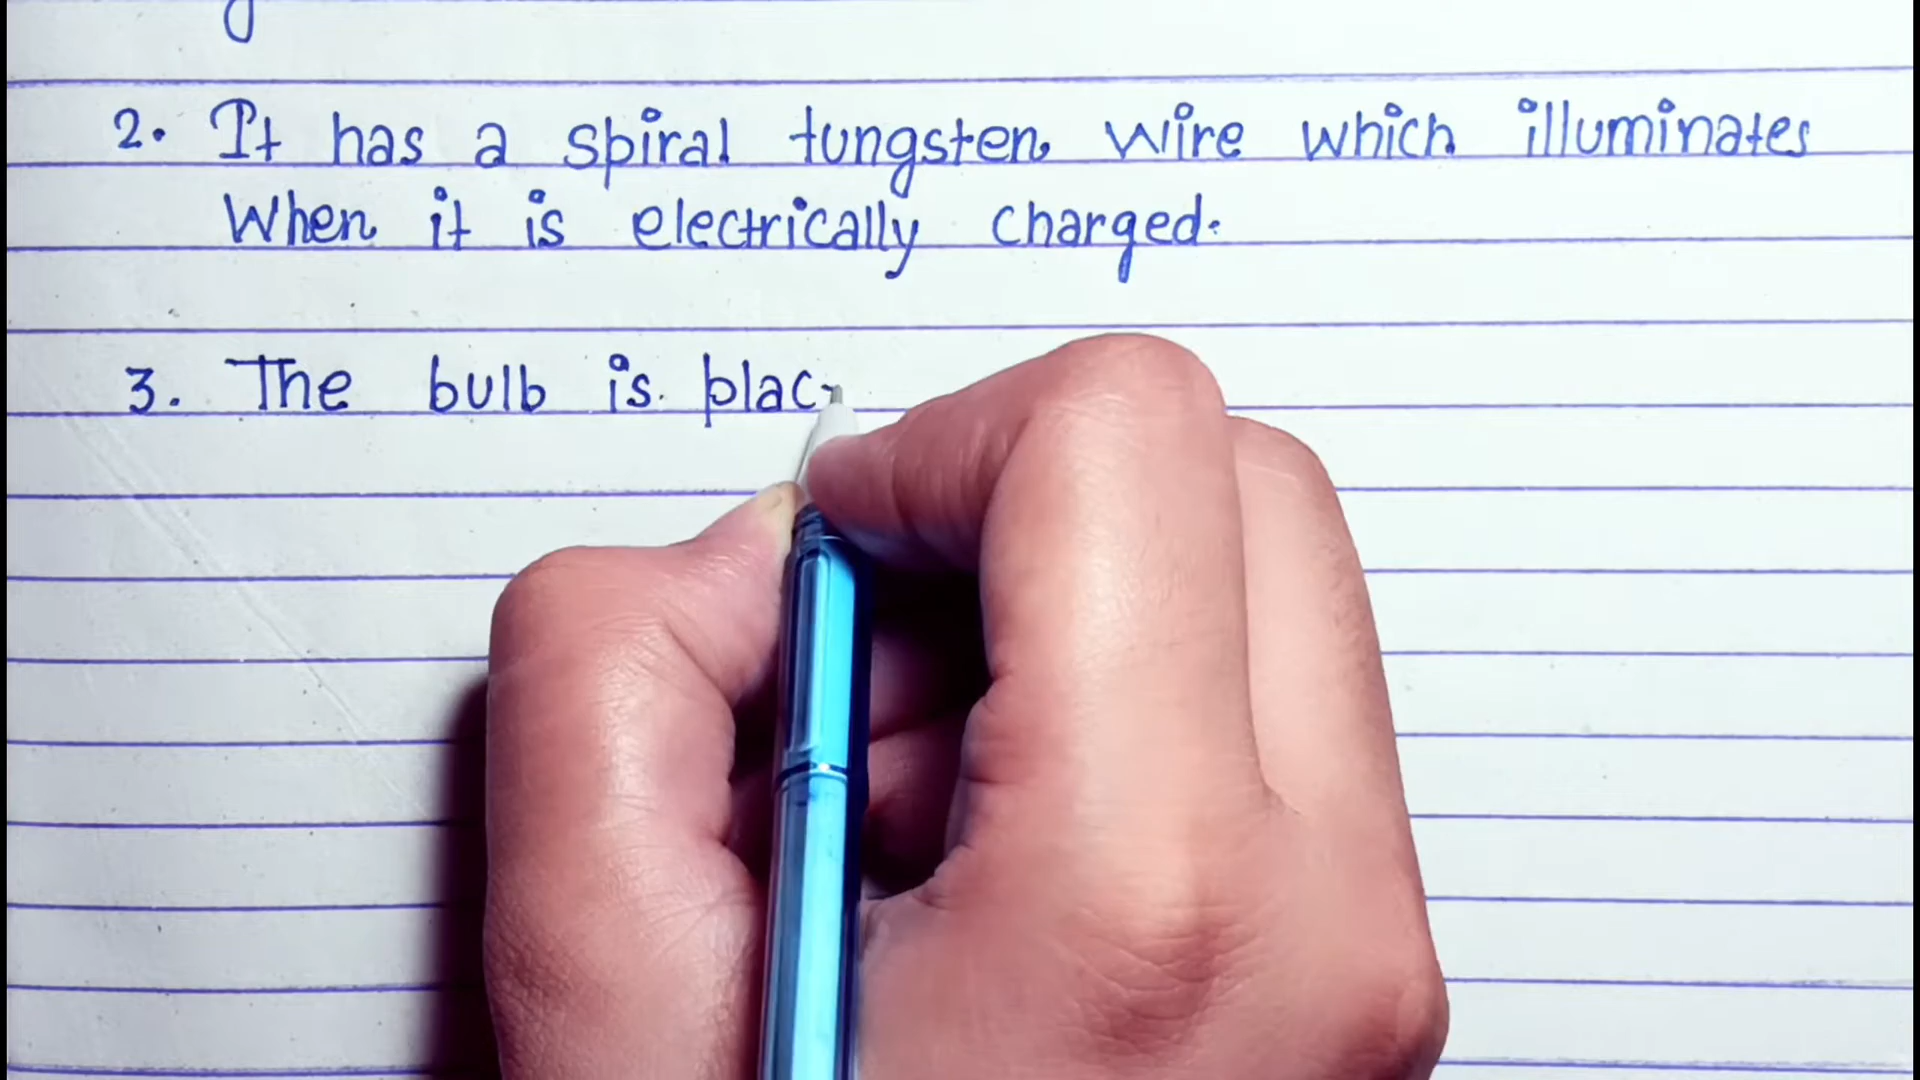 2. It has a spiral tungsten wire which illuminates
When it is electrically charged.
3. The bulb is plac